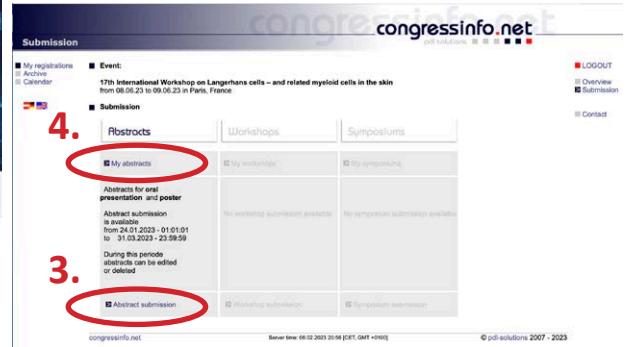 congressinfo.net
congressinfo.net
pdl-solutions
Submission
My registrations
Archive
Calendar
Event:
17th International Workshop on Langerhans cells – and related myeloid cells in the skin
from 08.06.23 to 09.06.23 in Paris, France
Submission
LOGOUT
Overview
Submission
Contact
4.
Abstracts
Workshops
Symposiums
My abstracts
My workshops
My symposiums
Abstracts for oral
presentation and poster
Abstract submission
is available
from 24.01.2023 - 01:01:01
to 31.03.2023 - 23:59:59
During this periode
abstracts can be edited
or deleted
No workshop submission available
No symposium submission available
3.
Abstract submission
Workshop submission
Symposium submission
congressinfo.net
Server time: 06.02.2023 20:56 [CET, GMT +0100]
© pdl-solutions 2007 - 2023